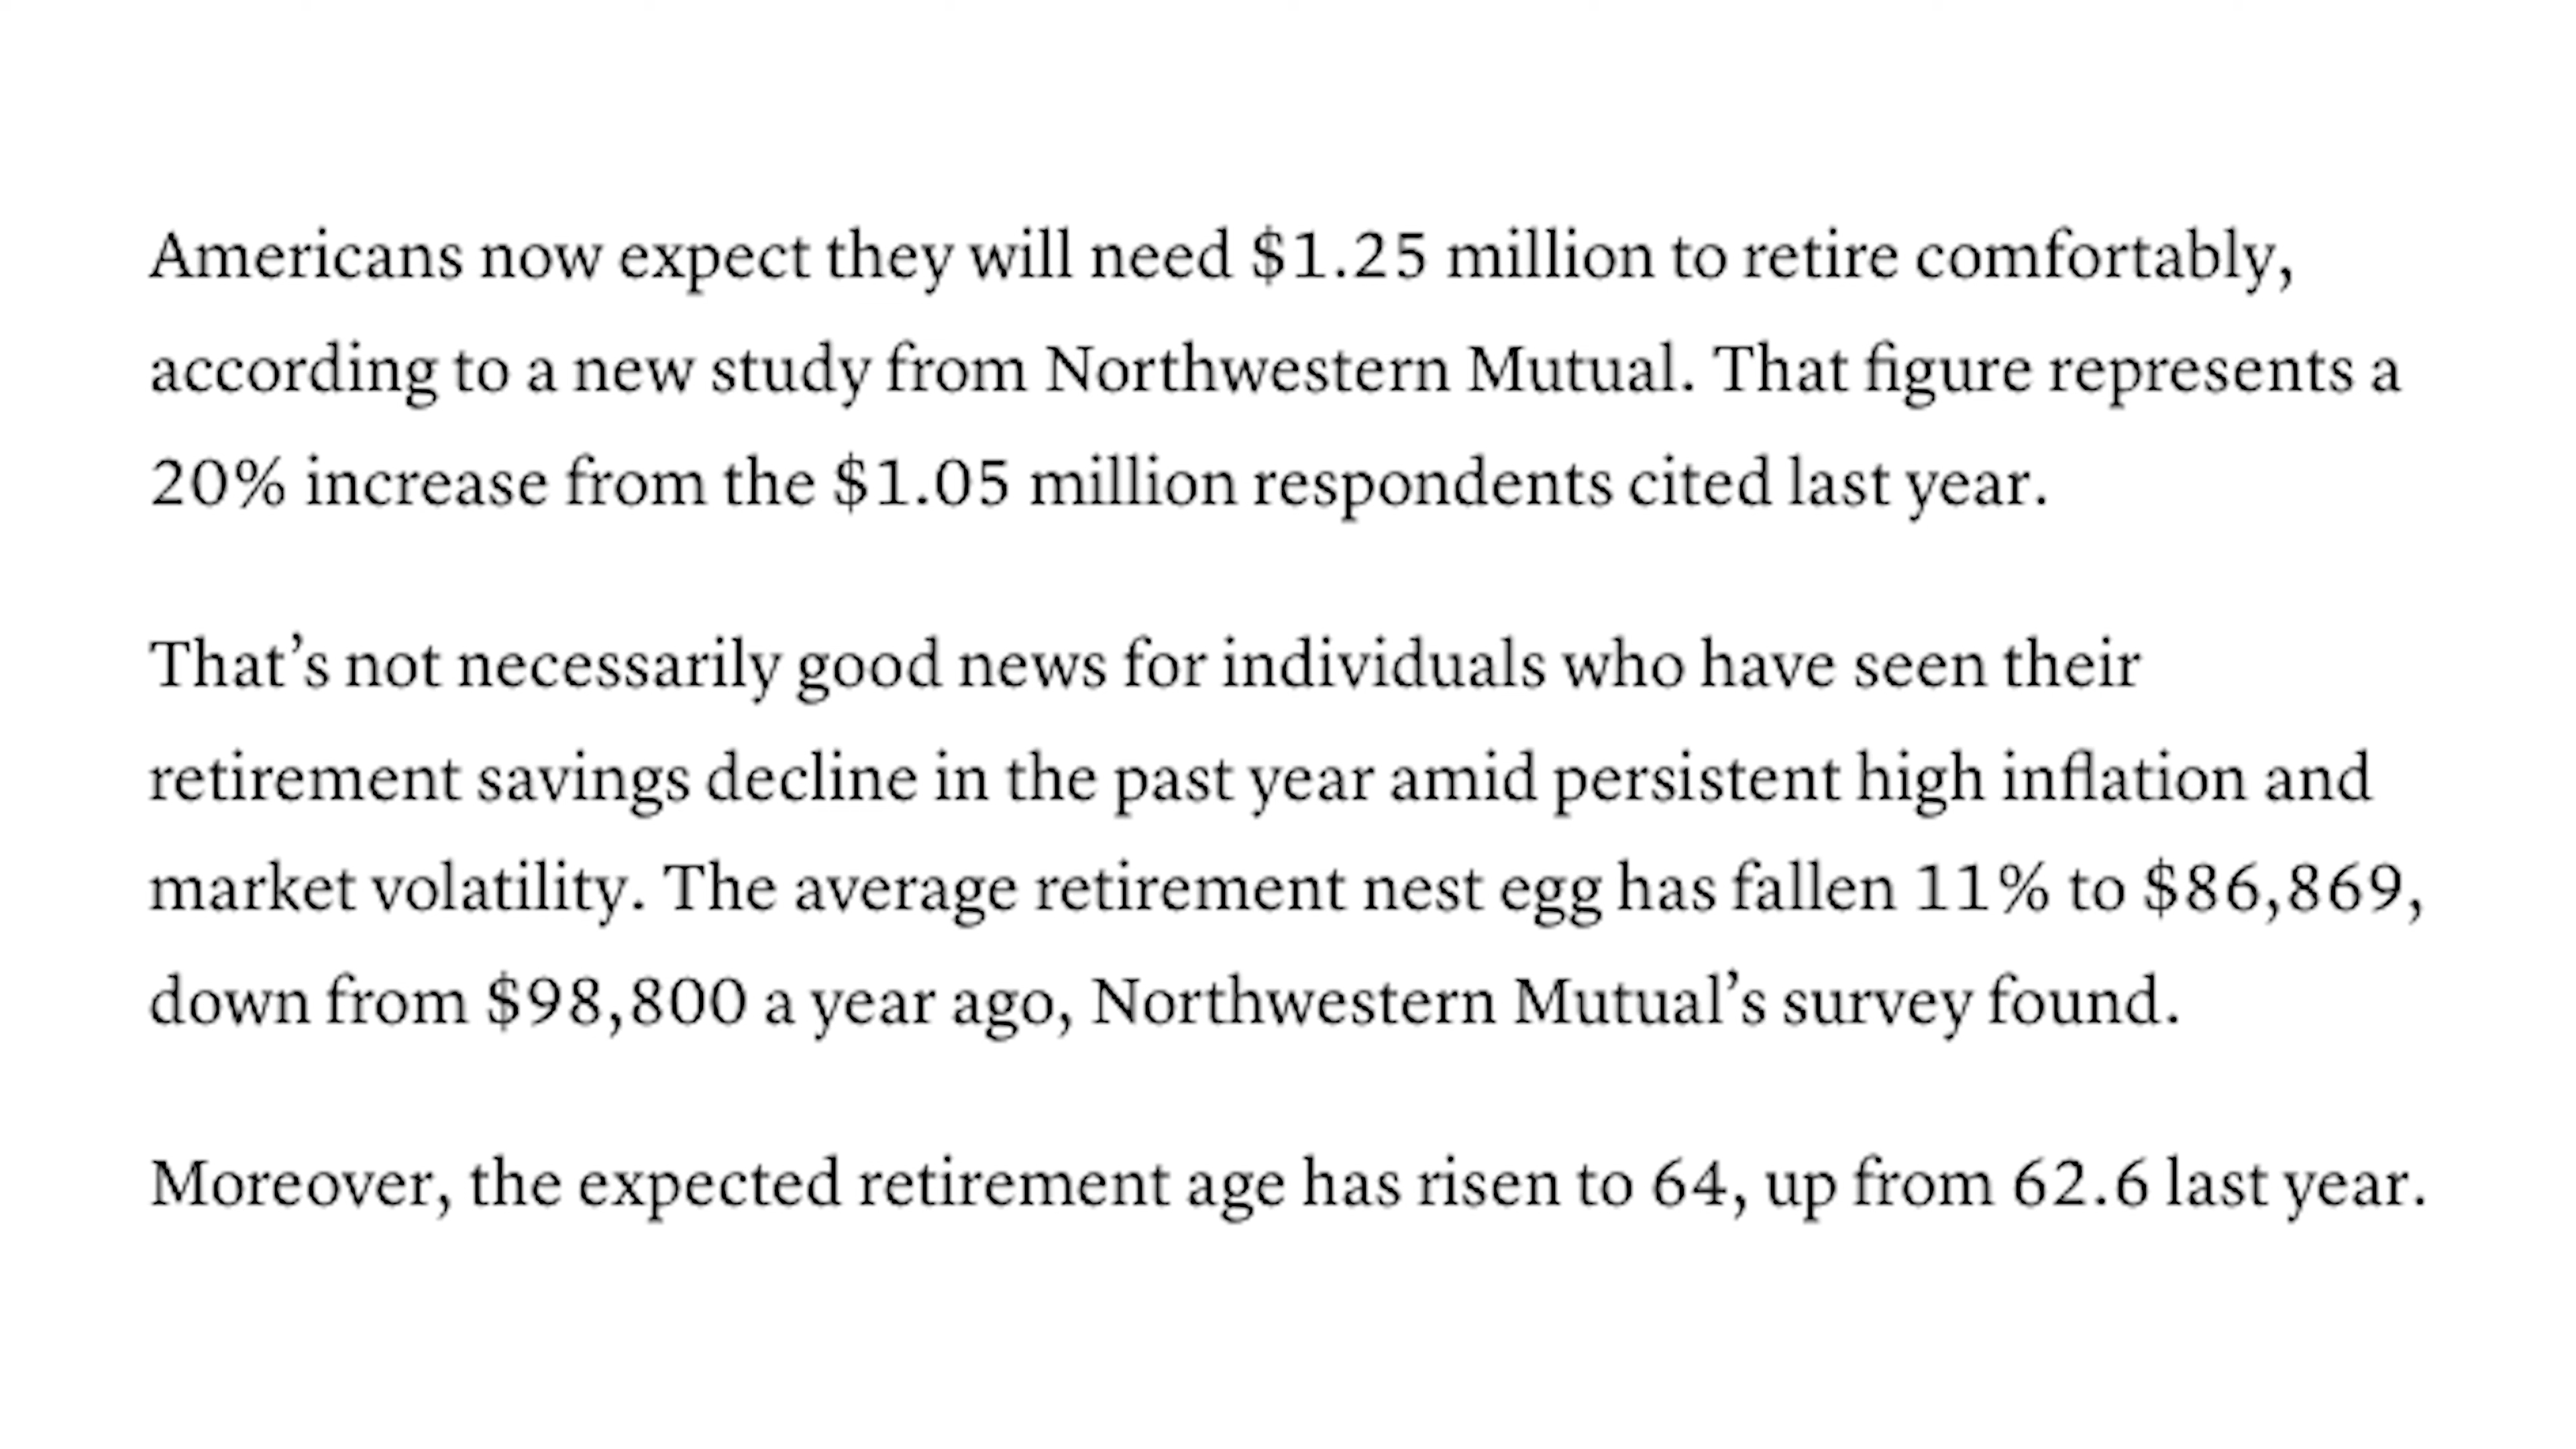 Americans now expect they will need $1.25 million to retire comfortably,
according to a new study from Northwestern Mutual. That figure represents a
20% increase from the $1.05 million respondents cited last year.
That’s not necessarily good news for individuals who have seen their
retirement savings decline in the past year amid persistent high inflation and
market volatility. The average retirement nest egg has fallen 11% to $86,869,
down from $98,800 a year ago, Northwestern Mutual’s survey found.
Moreover, the expected retirement age has risen to 64, up from 62.6 last year.